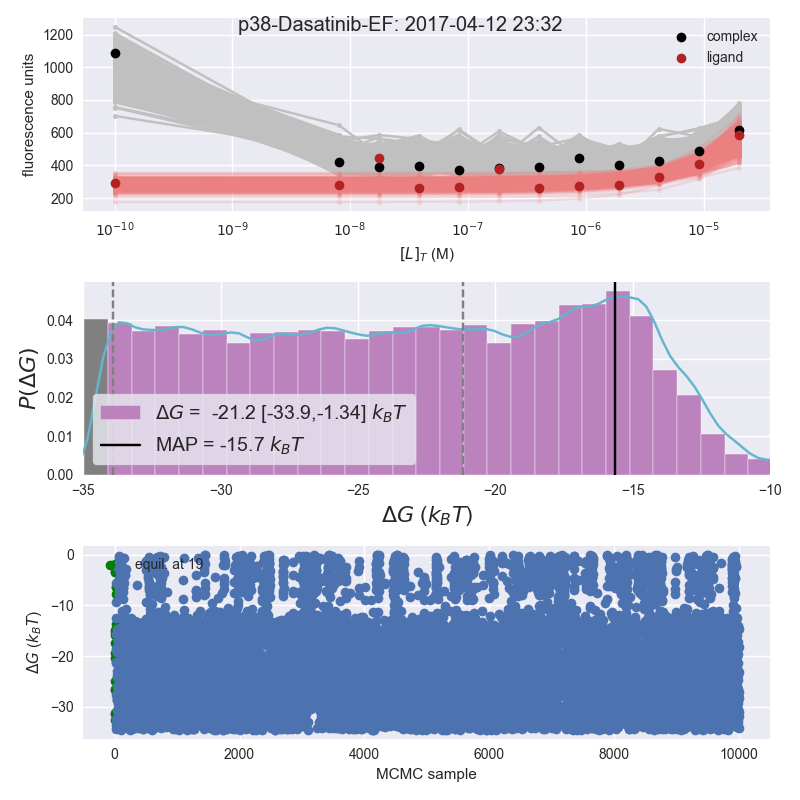 p38-Dasatinib-EF: 2017-04-12 23:32
1200
1000
800
600
400
200
fluorescence units
complex
ligand
10⁻¹⁰ 10⁻⁹ 10⁻⁸ 10⁻⁷ 10⁻⁶ 10⁻⁵
[L]_T (M)
0.04
0.03
0.02
0.01
0.00
P(ΔG)
ΔG = -21.2 [-33.9,-1.34] k_BT
MAP = -15.7 k_BT
−35 −30 −25 −20 −15 −10
ΔG (k_BT)
0
−10
−20
−30
ΔG (k_BT)
equil. at 19
0 2000 4000 6000 8000 10000
MCMC sample